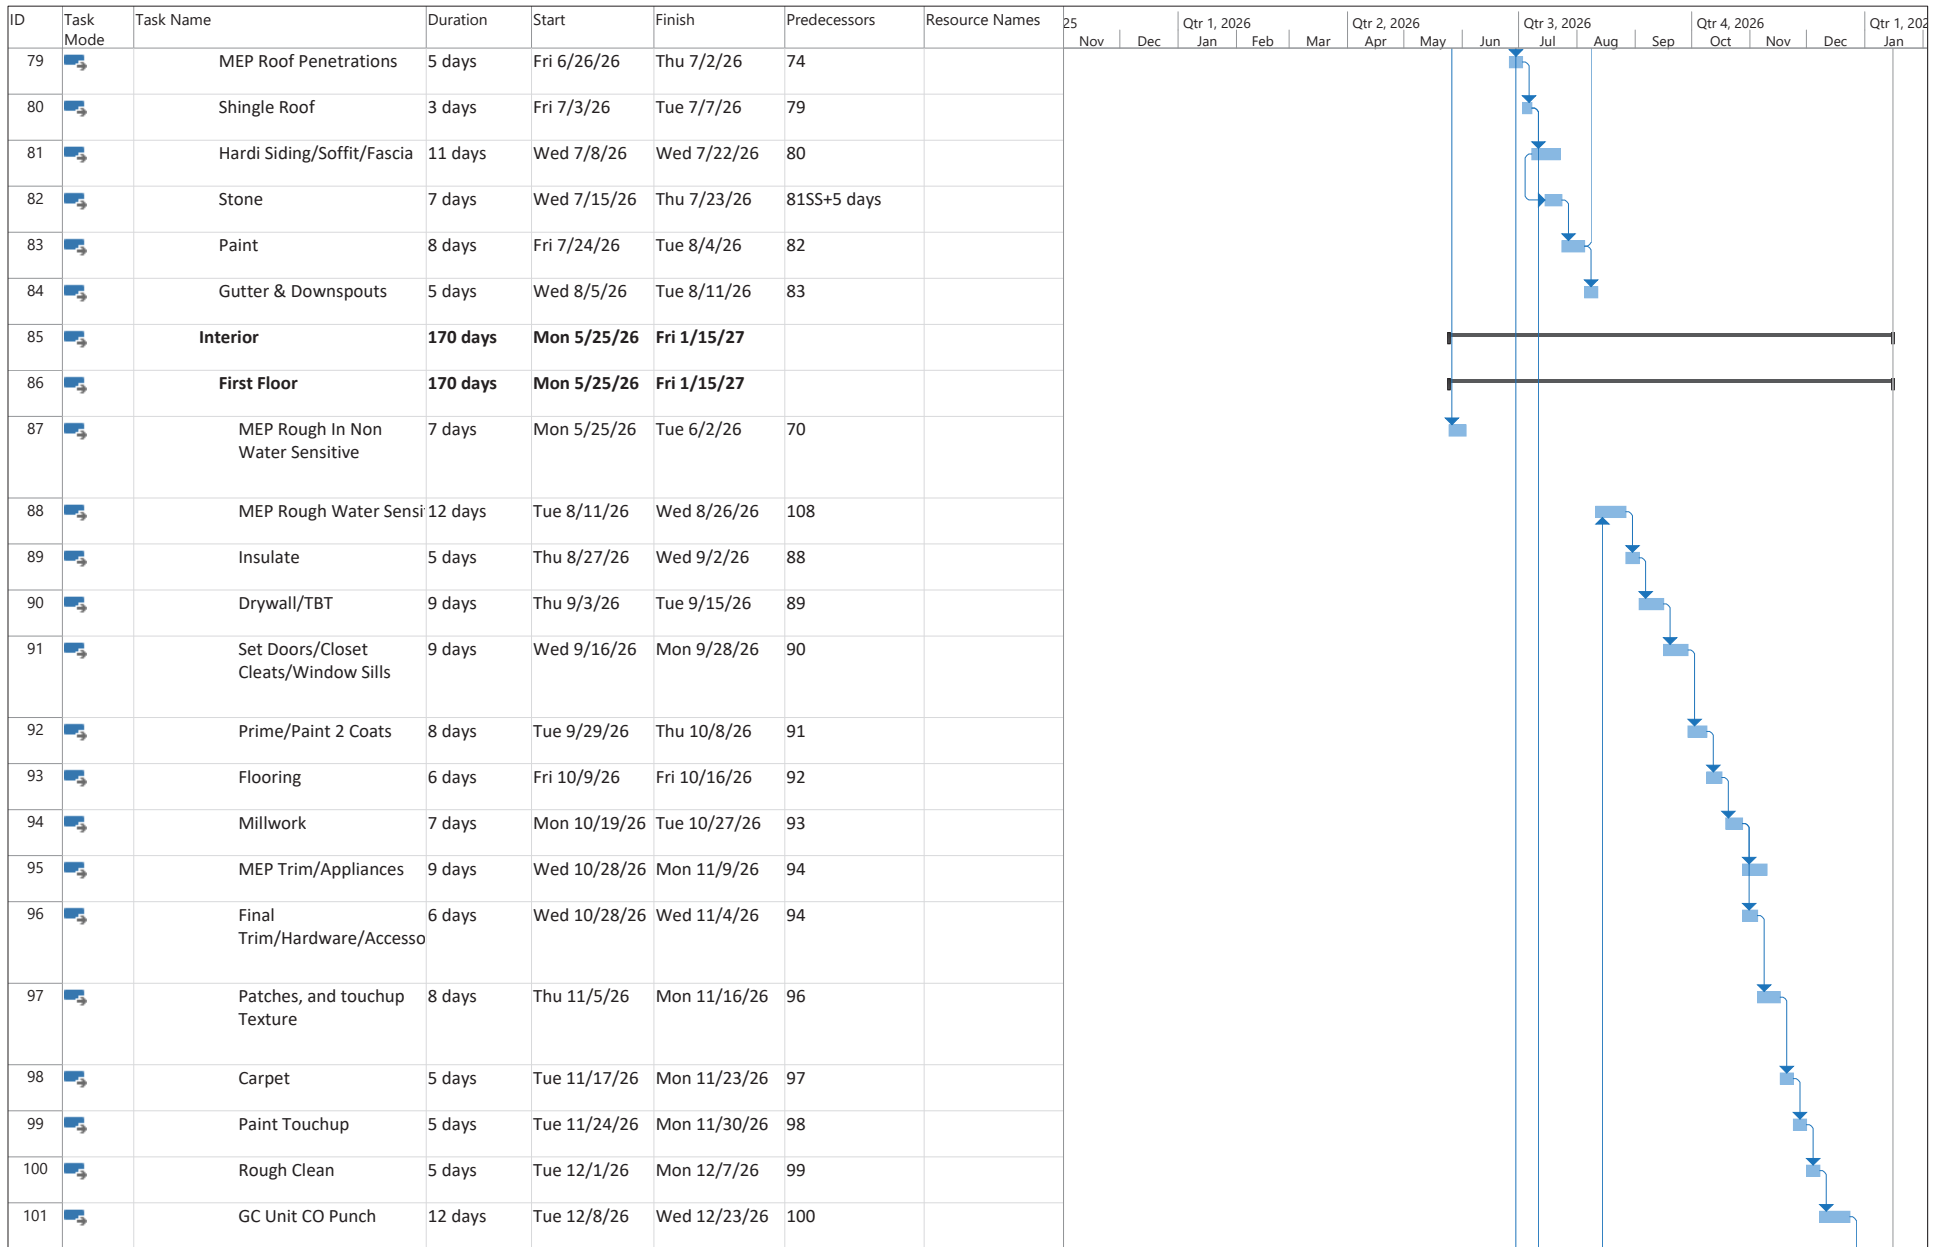 ID Task Mode Task Name Duration Start Finish Predecessors Resource Names
25 Qtr 1, 2026 Qtr 2, 2026 Qtr 3, 2026 Qtr 4, 2026 Qtr 1, 202
Nov Dec Jan Feb Mar Apr May Jun Jul Aug Sep Oct Nov Dec Jan
79 MEP Roof Penetrations 5 days Fri 6/26/26 Thu 7/2/26 74
80 Shingle Roof 3 days Fri 7/3/26 Tue 7/7/26 79
81 Hardi Siding/Soffit/Fascia 11 days Wed 7/8/26 Wed 7/22/26 80
82 Stone 7 days Wed 7/15/26 Thu 7/23/26 81SS+5 days
83 Paint 8 days Fri 7/24/26 Tue 8/4/26 82
84 Gutter & Downspouts 5 days Wed 8/5/26 Tue 8/11/26 83
85 Interior 170 days Mon 5/25/26 Fri 1/15/27
86 First Floor 170 days Mon 5/25/26 Fri 1/15/27
87 MEP Rough In Non 7 days Mon 5/25/26 Tue 6/2/26 70
Water Sensitive
88 MEP Rough Water Sensi 12 days Tue 8/11/26 Wed 8/26/26 108
89 Insulate 5 days Thu 8/27/26 Wed 9/2/26 88
90 Drywall/TBT 9 days Thu 9/3/26 Tue 9/15/26 89
91 Set Doors/Closet 9 days Wed 9/16/26 Mon 9/28/26 90
Cleats/Window Sills
92 Prime/Paint 2 Coats 8 days Tue 9/29/26 Thu 10/8/26 91
93 Flooring 6 days Fri 10/9/26 Fri 10/16/26 92
94 Millwork 7 days Mon 10/19/26 Tue 10/27/26 93
95 MEP Trim/Appliances 9 days Wed 10/28/26 Mon 11/9/26 94
96 Final 6 days Wed 10/28/26 Wed 11/4/26 94
Trim/Hardware/Accesso
97 Patches, and touchup 8 days Thu 11/5/26 Mon 11/16/26 96
Texture
98 Carpet 5 days Tue 11/17/26 Mon 11/23/26 97
99 Paint Touchup 5 days Tue 11/24/26 Mon 11/30/26 98
100 Rough Clean 5 days Tue 12/1/26 Mon 12/7/26 99
101 GC Unit CO Punch 12 days Tue 12/8/26 Wed 12/23/26 100